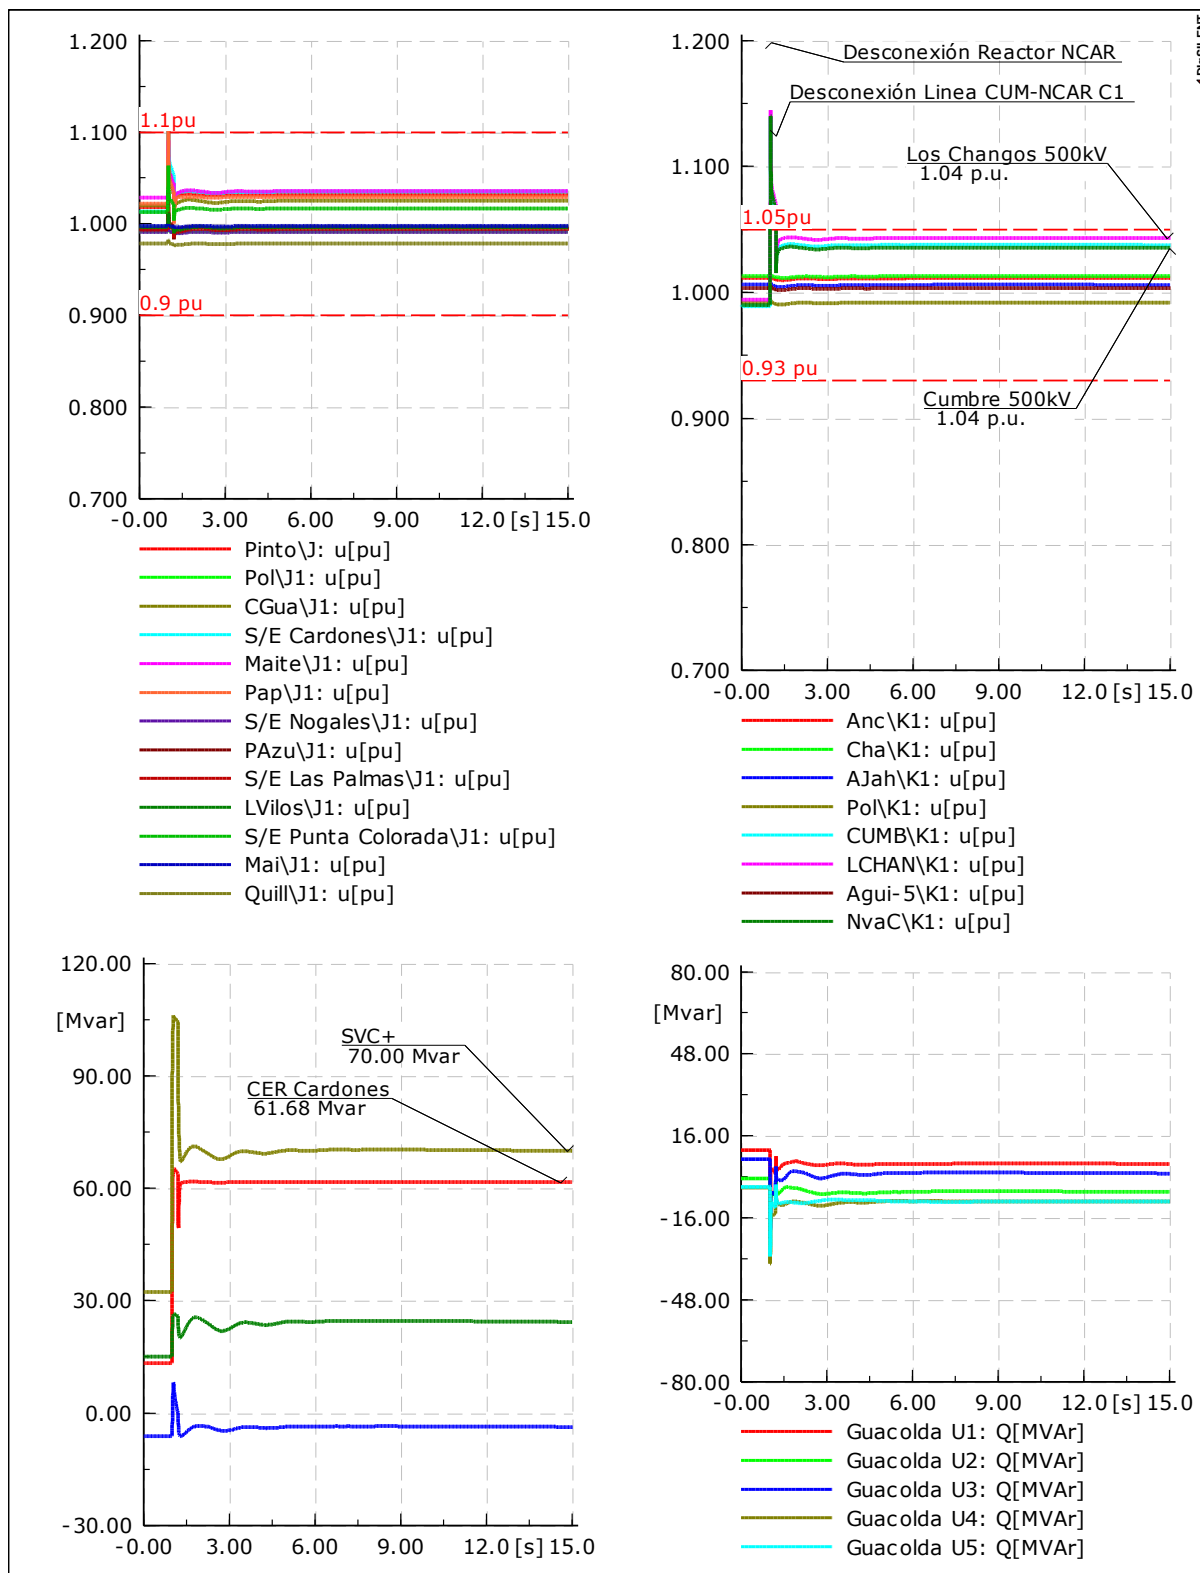 DIgSILENT
1.200
1.100
1.000
0.900
0.800
0.700
-0.00 3.00 6.00 9.00 12.0 [s] 15.0
1.1pu
0.9 pu
Pinto\J: u[pu]
Pol\J1: u[pu]
CGua\J1: u[pu]
S/E Cardones\J1: u[pu]
Maite\J1: u[pu]
Pap\J1: u[pu]
S/E Nogales\J1: u[pu]
PAzu\J1: u[pu]
S/E Las Palmas\J1: u[pu]
LVilos\J1: u[pu]
S/E Punta Colorada\J1: u[pu]
Mai\J1: u[pu]
Quill\J1: u[pu]
1.200
1.100
1.000
0.900
0.800
0.700
-0.00 3.00 6.00 9.00 12.0 [s] 15.0
Desconexión Reactor NCAR
Desconexión Linea CUM-NCAR C1
Los Changos 500kV
1.04 p.u.
1.05pu
0.93 pu
Cumbre 500kV
1.04 p.u.
Anc\K1: u[pu]
Cha\K1: u[pu]
AJah\K1: u[pu]
Pol\K1: u[pu]
CUMB\K1: u[pu]
LCHAN\K1: u[pu]
Agui-5\K1: u[pu]
NvaC\K1: u[pu]
120.00
[Mvar]
90.00
60.00
30.00
0.00
-30.00
-0.00 3.00 6.00 9.00 12.0 [s] 15.0
SVC+
70.00 Mvar
CER Cardones
61.68 Mvar
80.00
[Mvar]
48.00
16.00
-16.00
-48.00
-80.00
-0.00 3.00 6.00 9.00 12.0 [s] 15.0
Guacolda U1: Q[MVAr]
Guacolda U2: Q[MVAr]
Guacolda U3: Q[MVAr]
Guacolda U4: Q[MVAr]
Guacolda U5: Q[MVAr]